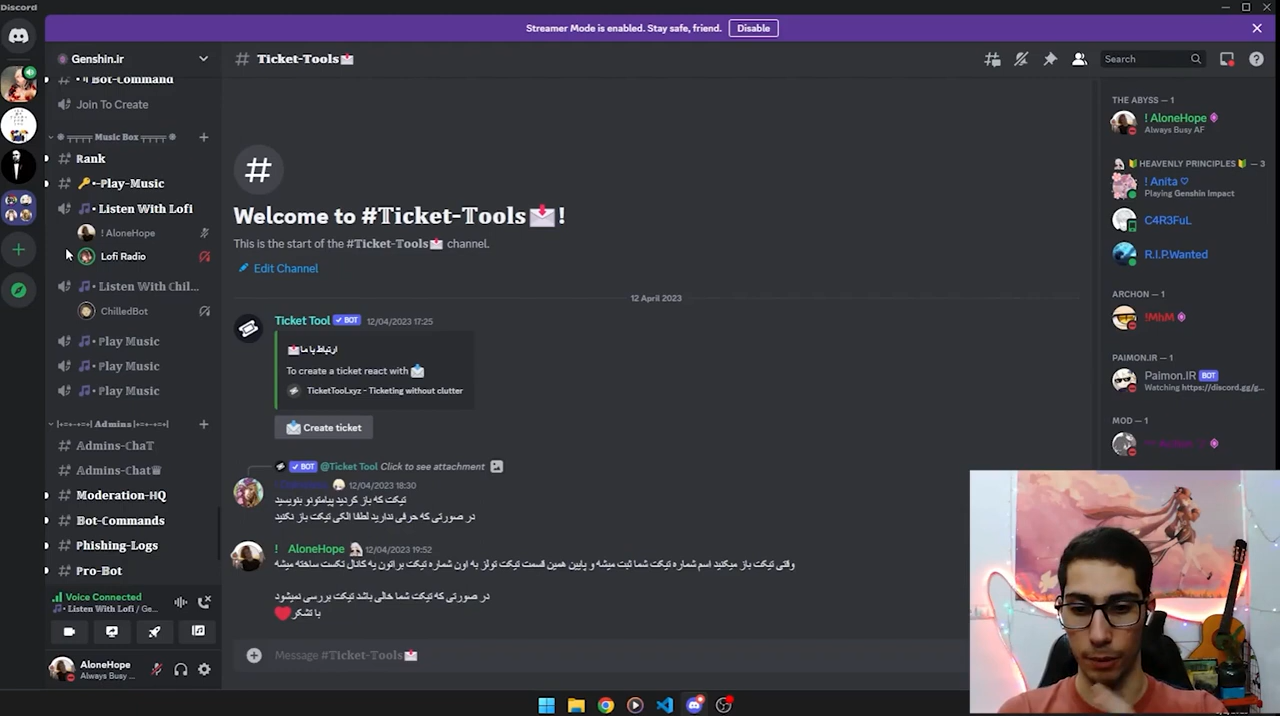 Discord
Streamer Mode is enabled. Stay safe, friend.
Disable
Genshin.ir
Bot-Command
Join To Create
Music Box
Rank
🔑•-Play-Music
🎵• Listen With Lofi
! AloneHope
Lofi Radio
🎵• Listen With Chil...
ChilledBot
🎵• Play Music
🎵• Play Music
🎵• Play Music
|=+-+=+| Admins |=+-+=+|
Admins-ChaT
Admins-Chat♕
Moderation-HQ
Bot-Commands
Phishing-Logs
Pro-Bot
Voice Connected
🎵• Listen With Lofi / Ge...
AloneHope
Always Busy ...
# Ticket-Tools📩
Search
#
Welcome to #Ticket-Tools📩!
This is the start of the #Ticket-Tools📩 channel.
Edit Channel
12 April 2023
Ticket Tool ✓ BOT 12/04/2023 17:25
📩ارتباط با ما
To create a ticket react with 📩
TicketTool.xyz - Ticketing without clutter
📩 Create ticket
✓ BOT @Ticket Tool Click to see attachment
12/04/2023 18:30
تیکت که باز کردید پیامتونو بنویسید
در صورتی که حرفی ندارید لطفا الکی تیکت باز نکنید
! AloneHope 12/04/2023 19:52
وقتی تیکت باز میکنید اسم شماره تیکت شما ثبت میشه و پایین همین قسمت تیکت تولز به اون شماره تیکت براتون یه کانال تکست ساخته میشه
در صورتی که تیکت شما خالی باشد تیکت بررسی نمیشود
با تشکر❤️
Message #Ticket-Tools📩
THE ABYSS — 1
! AloneHope
Always Busy AF
🔰 HEAVENLY PRINCIPLES 🔰 — 3
! Anita ♡
Playing Genshin Impact
C4R3FuL
R.I.P.Wanted
ARCHON — 1
!MhM
PAIMON.IR — 1
Paimon.IR BOT
Watching https://discord.gg/g...
MOD — 1